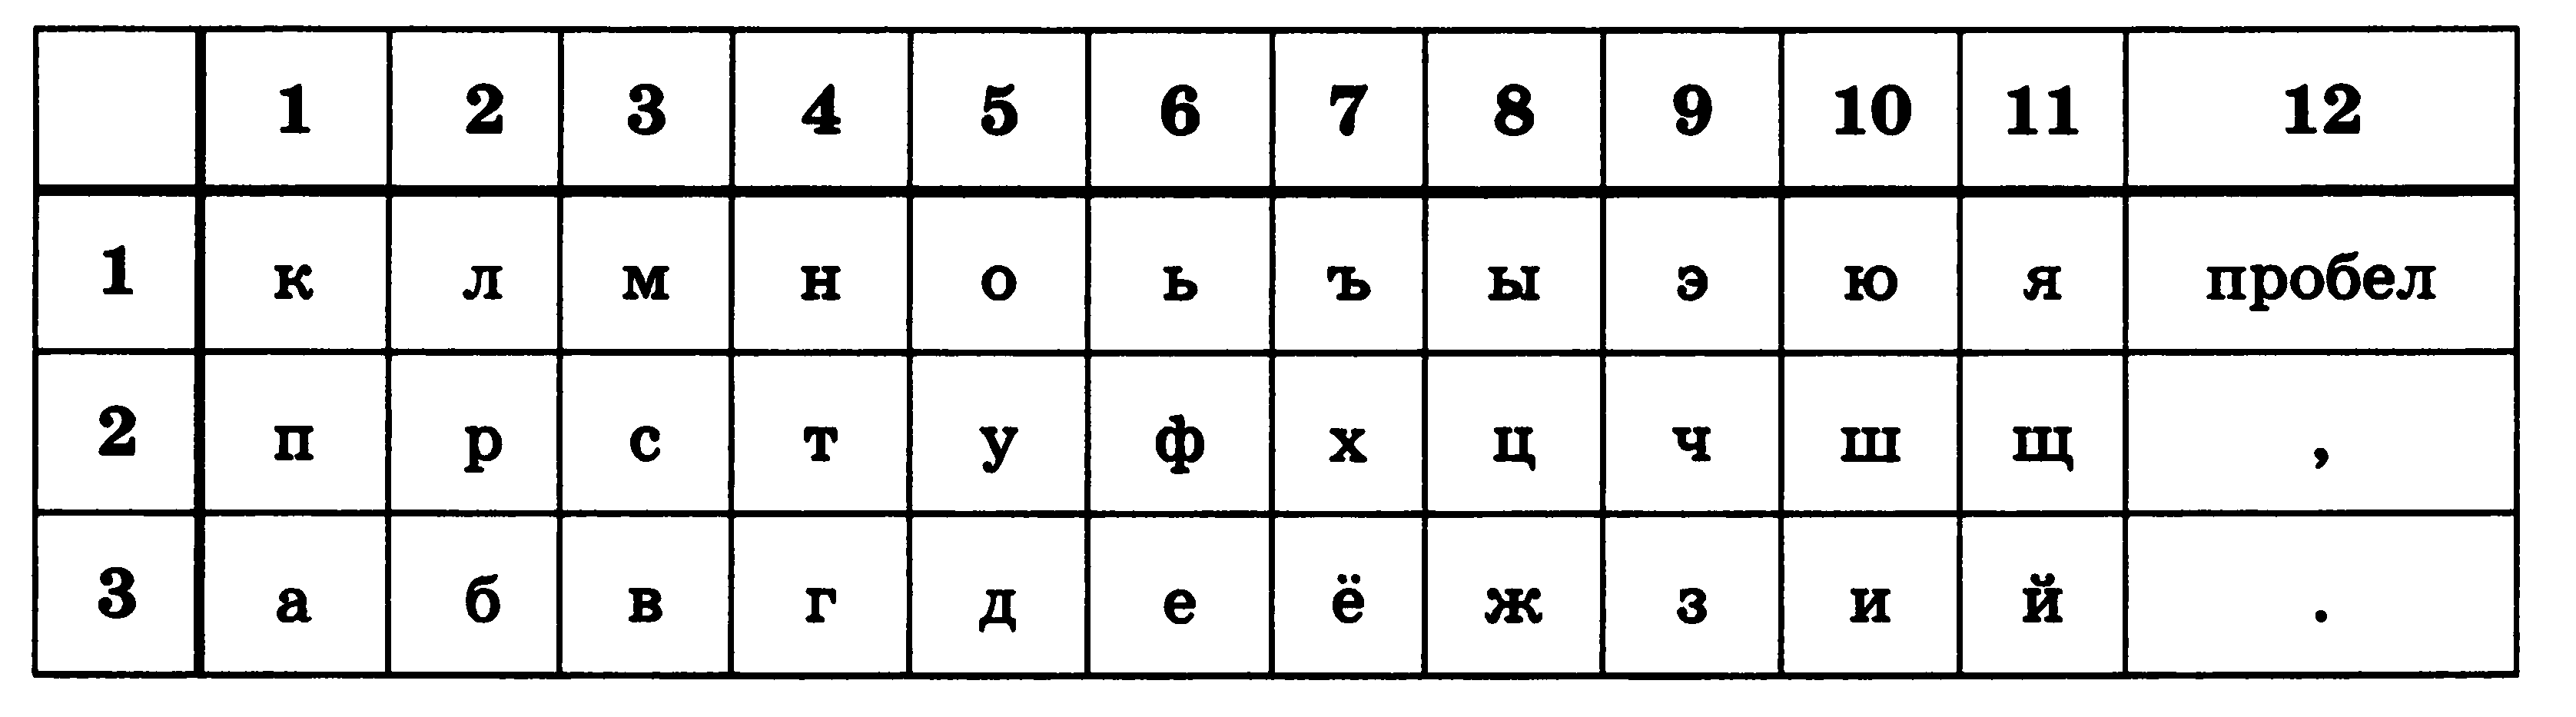 1 2 3 4 5 6 7 8 9 10 11 12
1 к л м н о ь ъ ы э ю я пробел
2 п р с т у ф х ц ч ш щ ,
3 а б в г д е ё ж з и й .